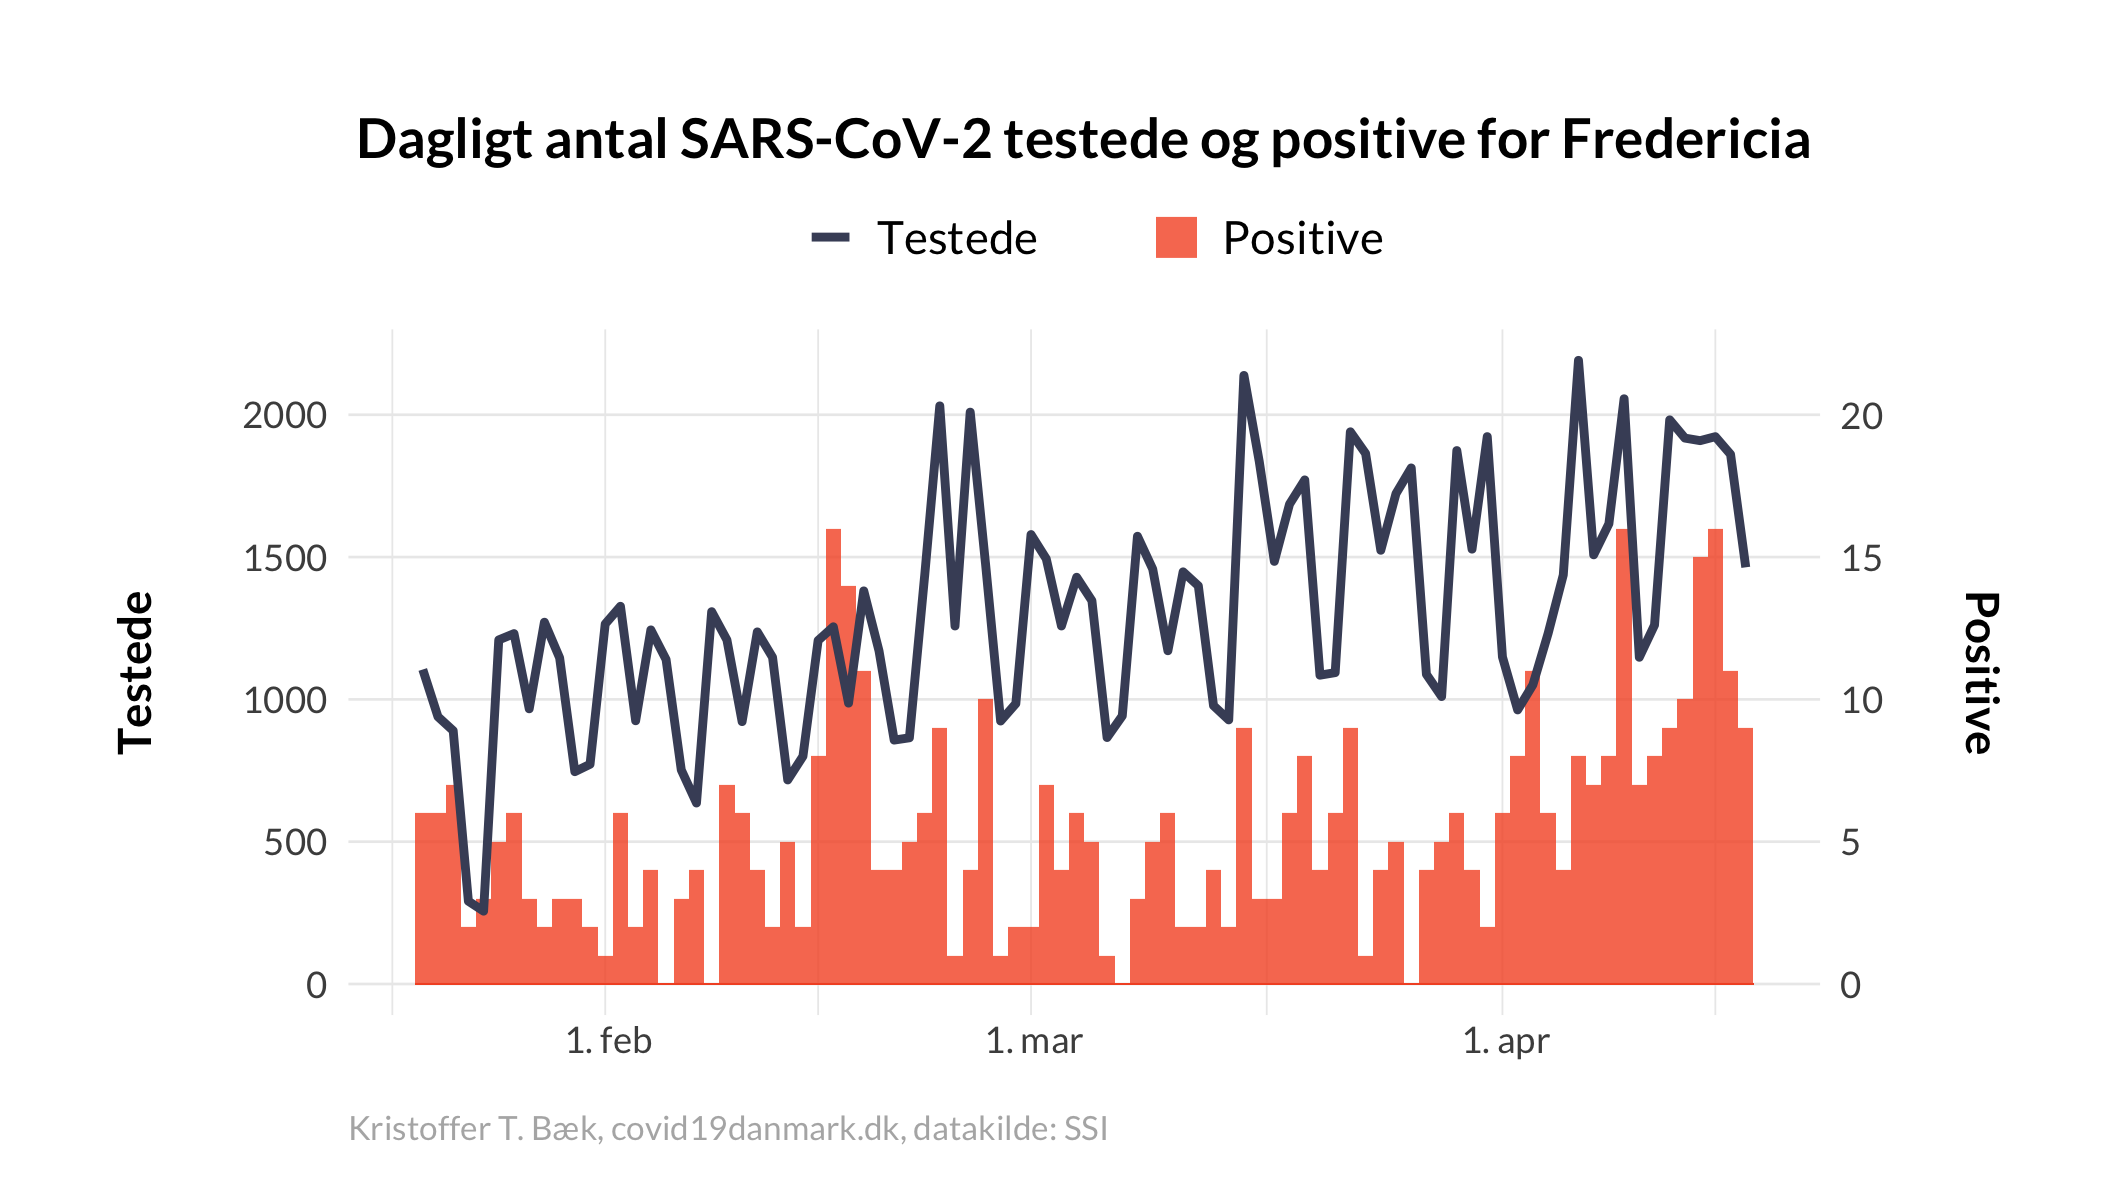 Dagligt antal SARS-CoV-2 testede og positive for Fredericia
Testede
Positive
Testede
2000
1500
1000
500
0
20
15
10
5
0
Positive
1. feb
1. mar
1. apr
Kristoffer T. Bæk, covid19danmark.dk, datakilde: SSI